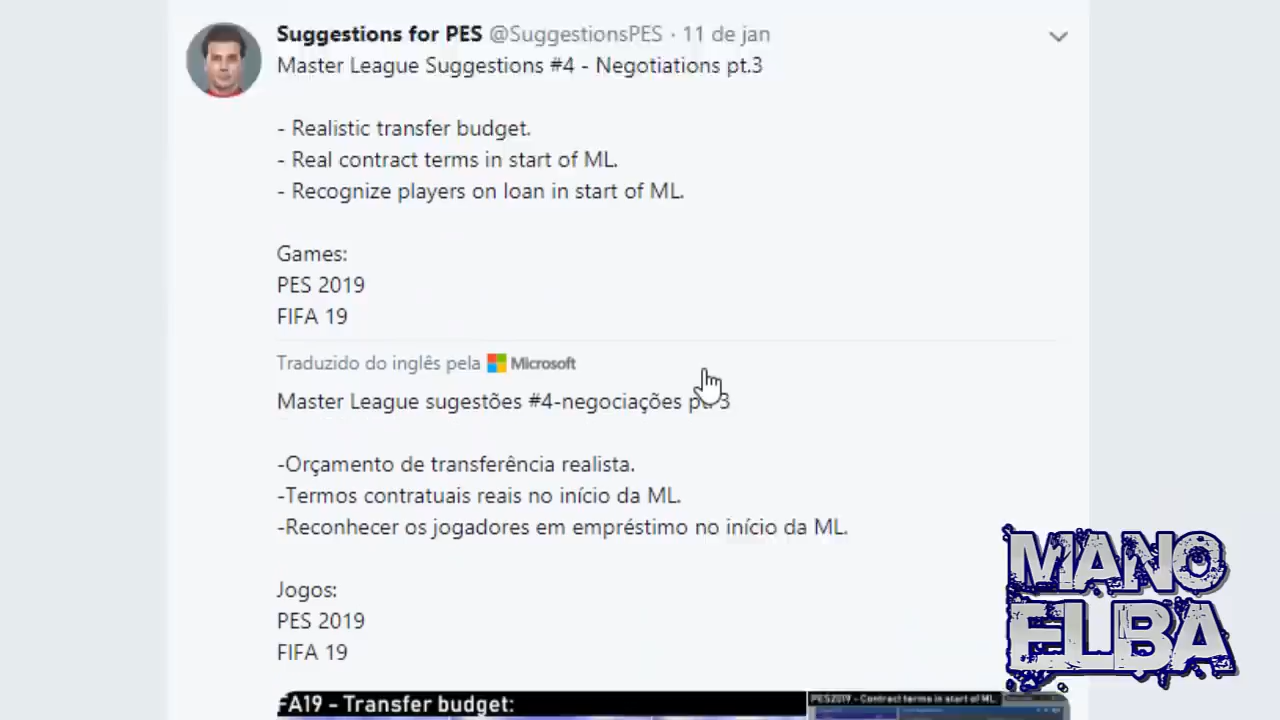 Suggestions for PES @SuggestionsPES · 11 de jan
Master League Suggestions #4 - Negotiations pt.3
- Realistic transfer budget.
- Real contract terms in start of ML.
- Recognize players on loan in start of ML.
Games:
PES 2019
FIFA 19
Traduzido do inglês pela Microsoft
Master League sugestões #4-negociações pt. 3
-Orçamento de transferência realista.
-Termos contratuais reais no início da ML.
-Reconhecer os jogadores em empréstimo no início da ML.
Jogos:
PES 2019
FIFA 19
FA19 - Transfer budget:
PES2019 - Contract terms in start of ML.
MANO
ELBA